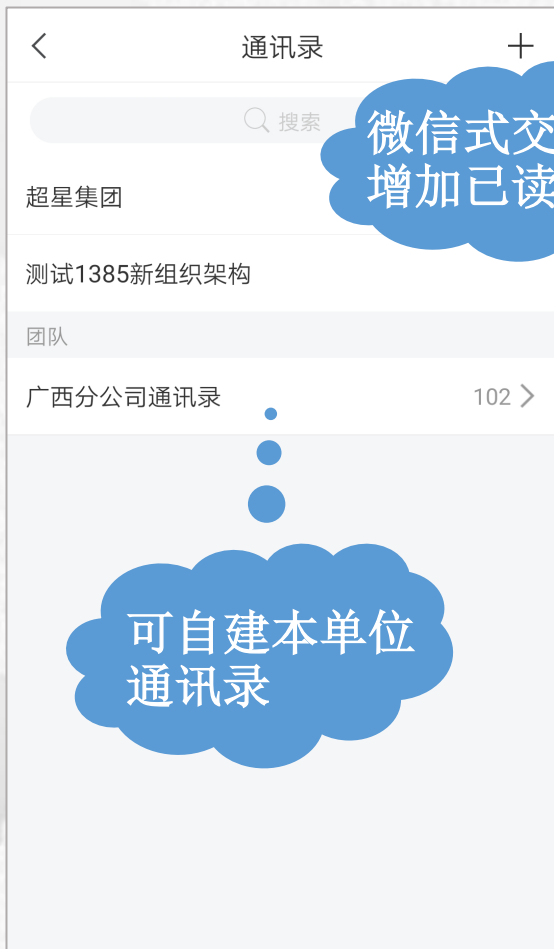 通讯录
搜索
微信式交
增加已读
超星集团
测试1385新组织架构
团队
广西分公司通讯录 102
可自建本单位
通讯录